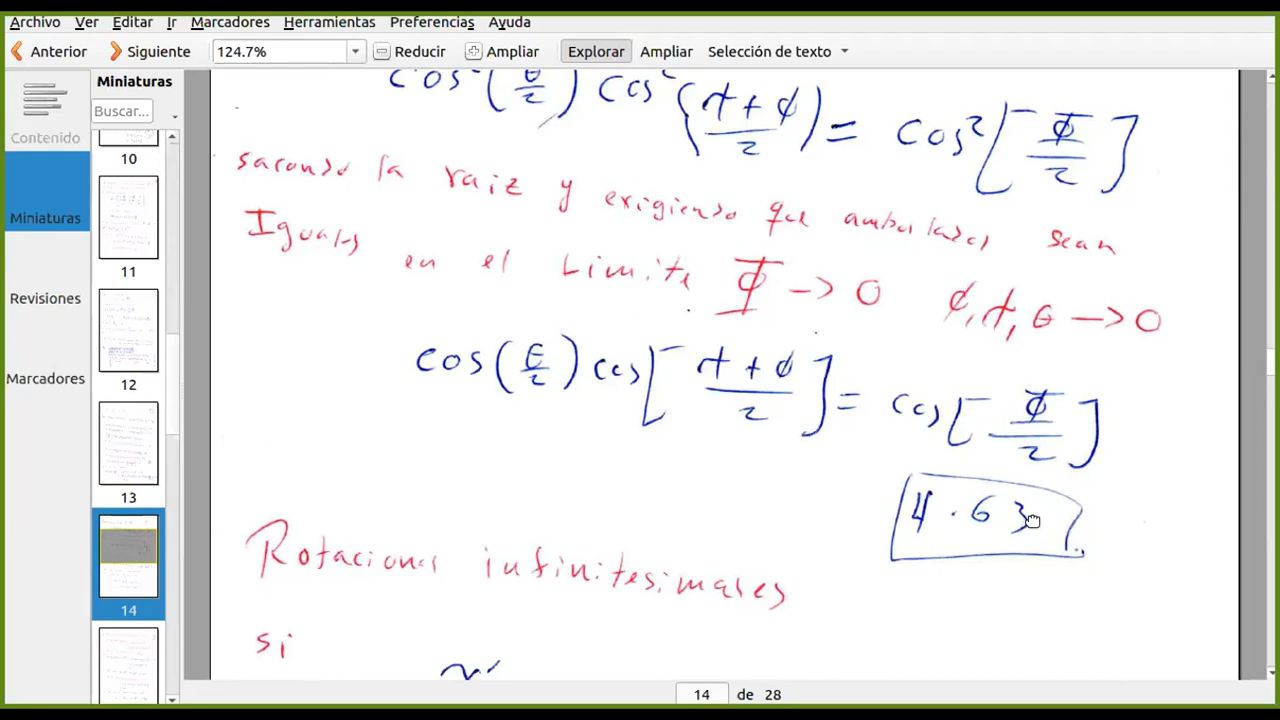 Archivo Ver Editar Ir Marcadores Herramientas Preferencias Ayuda
Anterior Siguiente 124.7% Reducir Ampliar Explorar Ampliar Selección de texto
Contenido
Miniaturas
Revisiones
Marcadores
Miniaturas
Buscar...
10
11
12
13
14
cos²(θ/2) cos²((ψ+ϕ)/2) = cos²[Φ/2]
sacando la raiz y exigiendo que ambos lados sean
Iguales en el Limite Φ -> 0 ϕ,ψ,θ -> 0
cos(θ/2) cos[(ψ+ϕ)/2] = cos[Φ/2]
4.63
Rotaciones infinitesimales
si
14 de 28